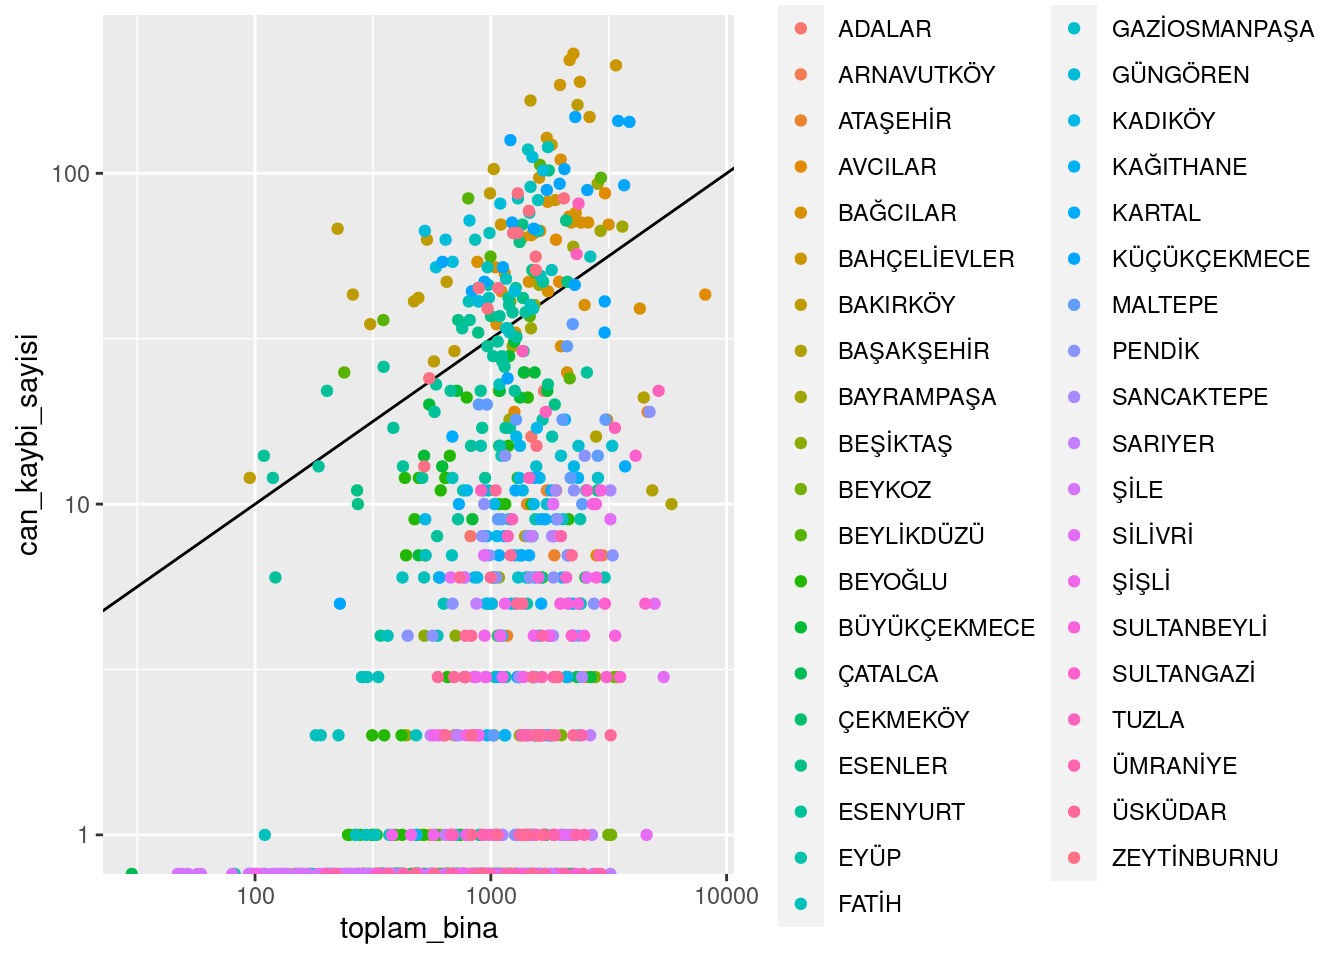 can_kaybi_sayisi
100
10
1
100
1000
10000
toplam_bina
ADALAR
ARNAVUTKÖY
ATAŞEHİR
AVCILAR
BAĞCILAR
BAHÇELİEVLER
BAKIRKÖY
BAŞAKŞEHİR
BAYRAMPAŞA
BEŞİKTAŞ
BEYKOZ
BEYLİKDÜZÜ
BEYOĞLU
BÜYÜKÇEKMECE
ÇATALCA
ÇEKMEKÖY
ESENLER
ESENYURT
EYÜP
FATİH
GAZİOSMANPAŞA
GÜNGÖREN
KADIKÖY
KAĞITHANE
KARTAL
KÜÇÜKÇEKMECE
MALTEPE
PENDİK
SANCAKTEPE
SARIYER
ŞİLE
SİLİVRİ
ŞİŞLİ
SULTANBEYLİ
SULTANGAZİ
TUZLA
ÜMRANİYE
ÜSKÜDAR
ZEYTİNBURNU